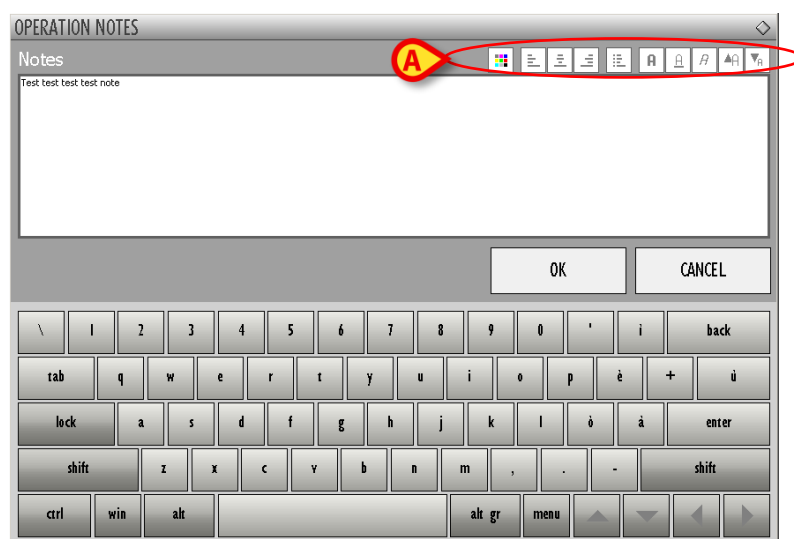 OPERATION NOTES
Notes
A
A A A A A
Test test test test note
OK CANCEL
\ 1 2 3 4 5 6 7 8 9 0 ' ì back
tab q w e r t y u i o p è + ù
lock a s d f g h j k l ò à enter
shift z x c v b n m , . - shift
ctrl win alt alt gr menu